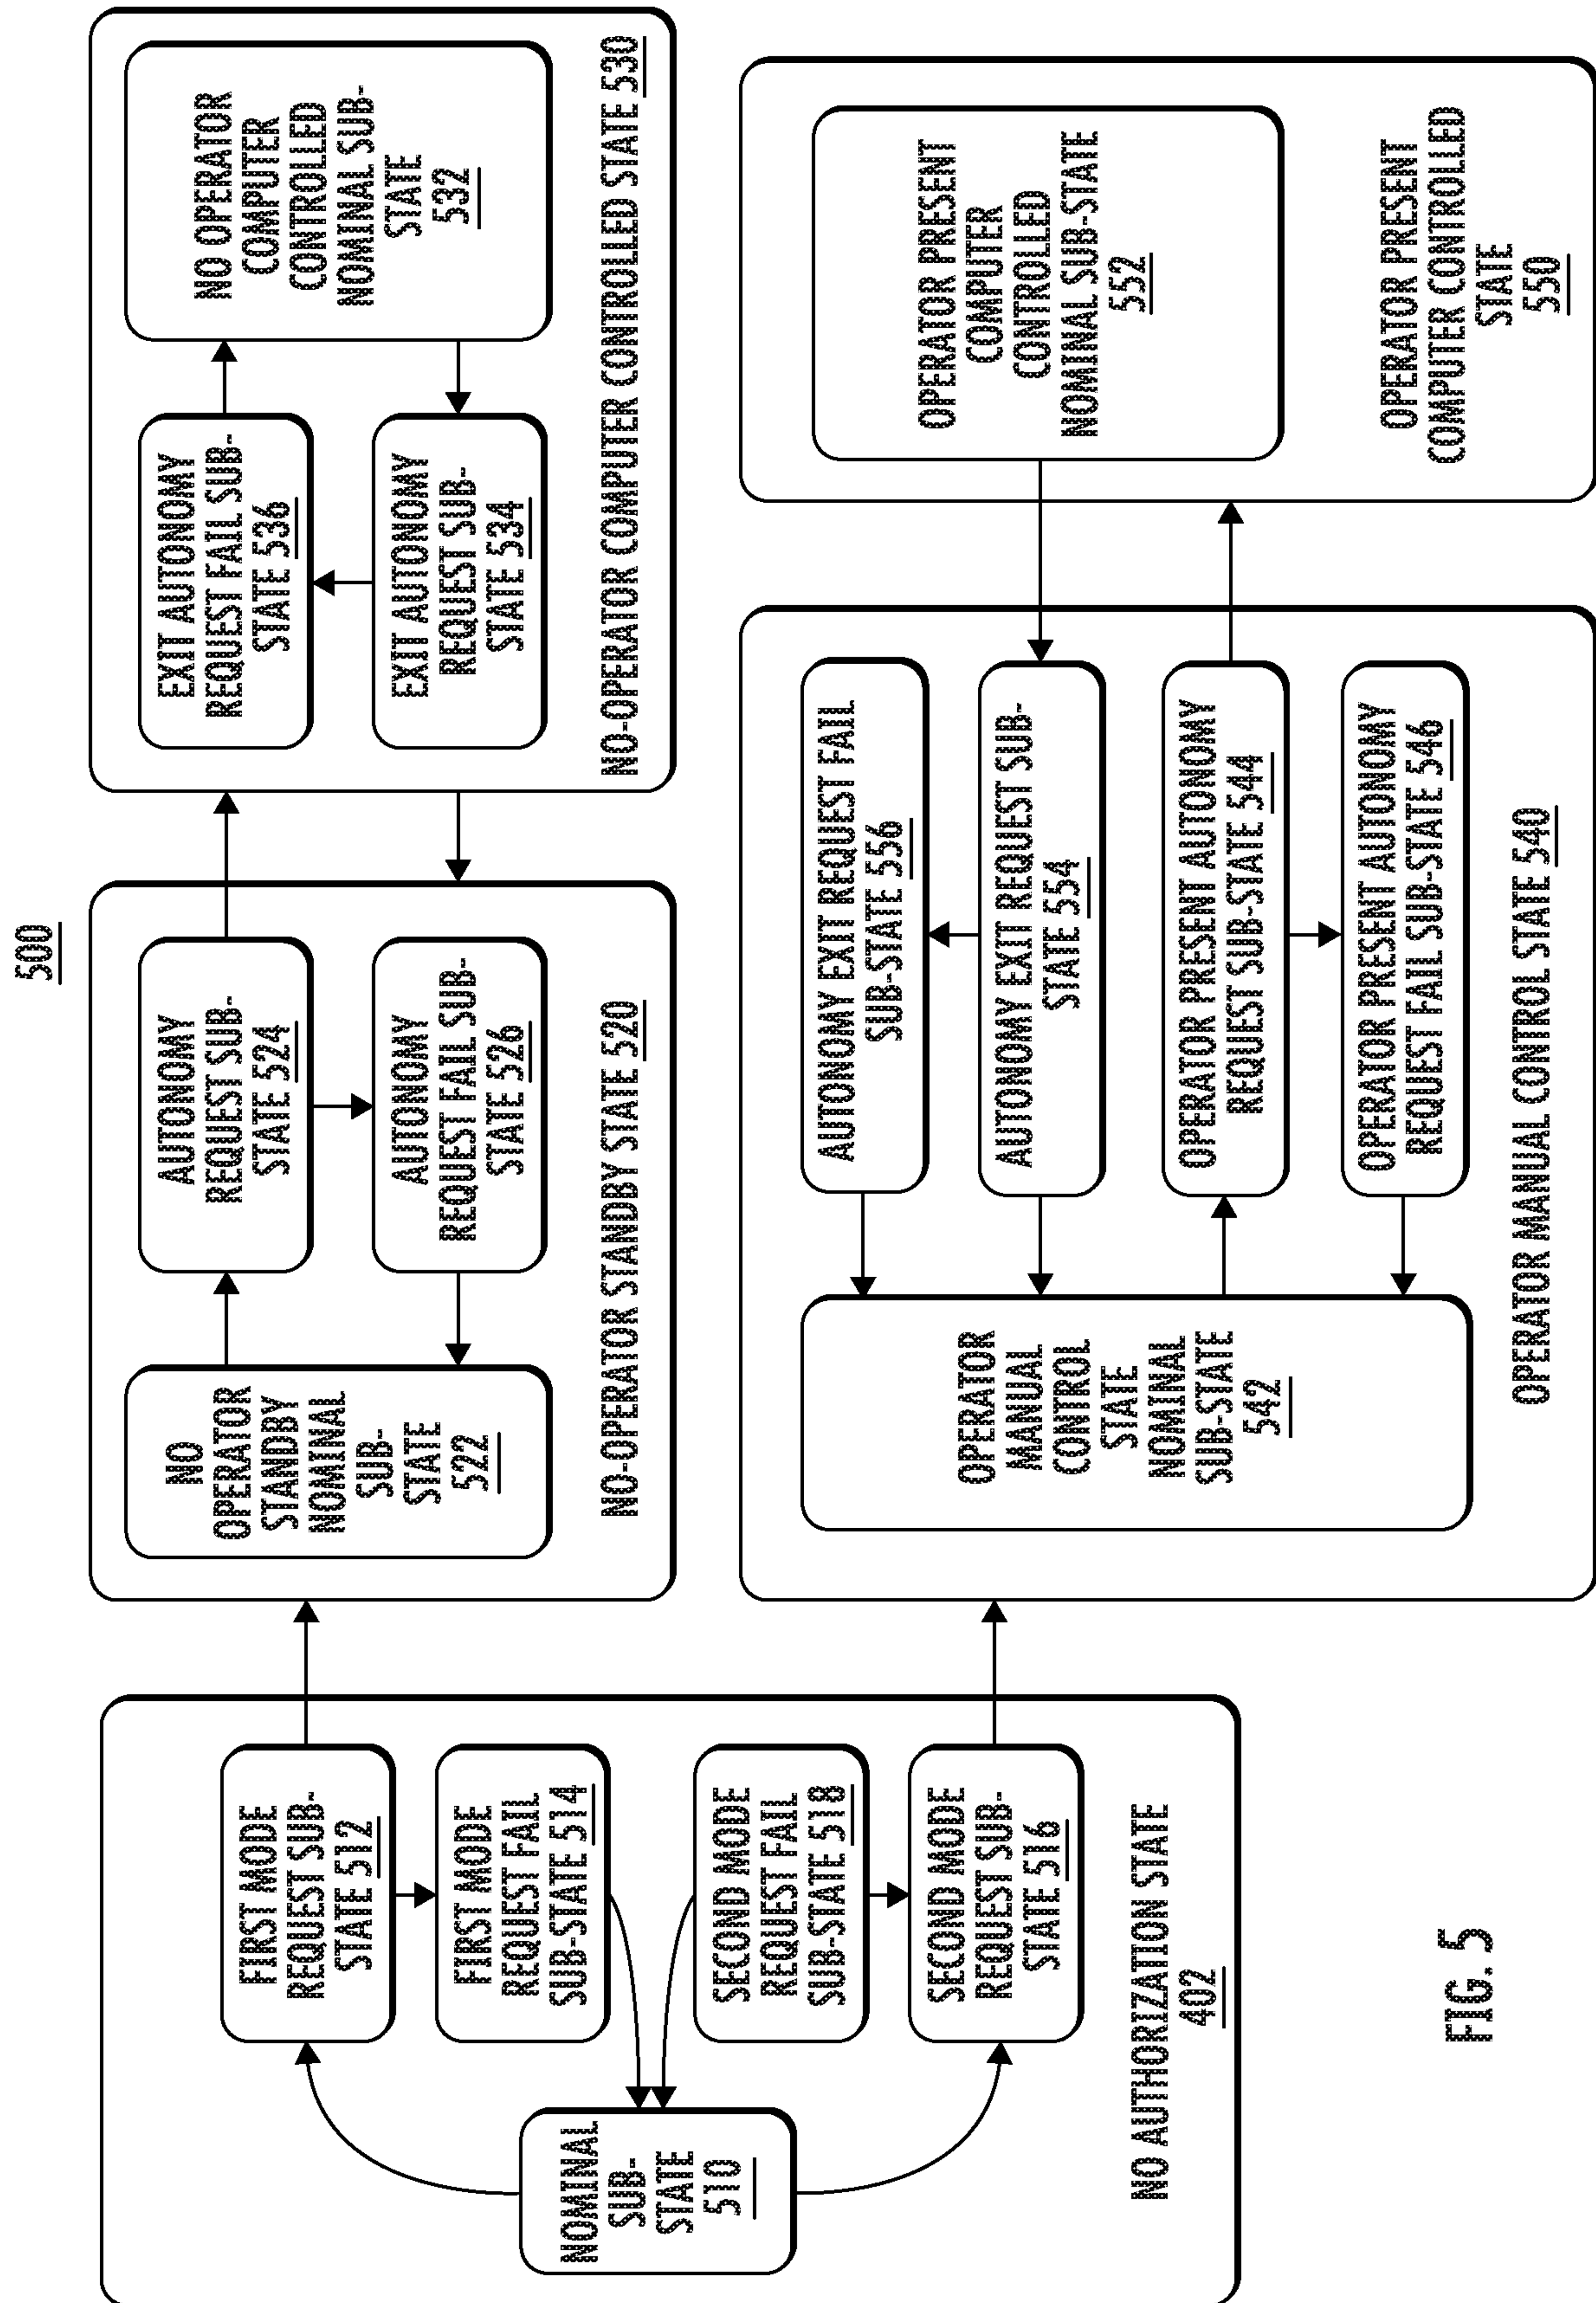 500
NOMINAL
SUB-
STATE
510
FIRST MODE
REQUEST SUB-
STATE 512
FIRST MODE
REQUEST FAIL
SUB-STATE 514
SECOND MODE
REQUEST FAIL
SUB-STATE 518
SECOND MODE
REQUEST SUB-
STATE 516
NO AUTHORIZATION STATE
402
NO
OPERATOR
STANDBY
NOMINAL
SUB-
STATE
522
AUTONOMY
REQUEST SUB-
STATE 524
AUTONOMY
REQUEST FAIL SUB-
STATE 526
NO-OPERATOR STANDBY STATE 520
EXIT AUTONOMY
REQUEST FAIL SUB-
STATE 536
EXIT AUTONOMY
REQUEST SUB-
STATE 534
NO OPERATOR
COMPUTER
CONTROLLED
NOMINAL SUB-
STATE
532
NO-OPERATOR COMPUTER CONTROLLED STATE 530
OPERATOR
MANUAL
CONTROL
STATE
NOMINAL
SUB-STATE
542
AUTONOMY EXIT REQUEST FAIL
SUB-STATE 556
AUTONOMY EXIT REQUEST SUB-
STATE 554
OPERATOR PRESENT AUTONOMY
REQUEST SUB-STATE 544
OPERATOR PRESENT AUTONOMY
REQUEST FAIL SUB-STATE 546
OPERATOR MANUAL CONTROL STATE 540
OPERATOR PRESENT
COMPUTER
CONTROLLED
NOMINAL SUB-STATE
552
OPERATOR PRESENT
COMPUTER CONTROLLED
STATE
550
FIG. 5